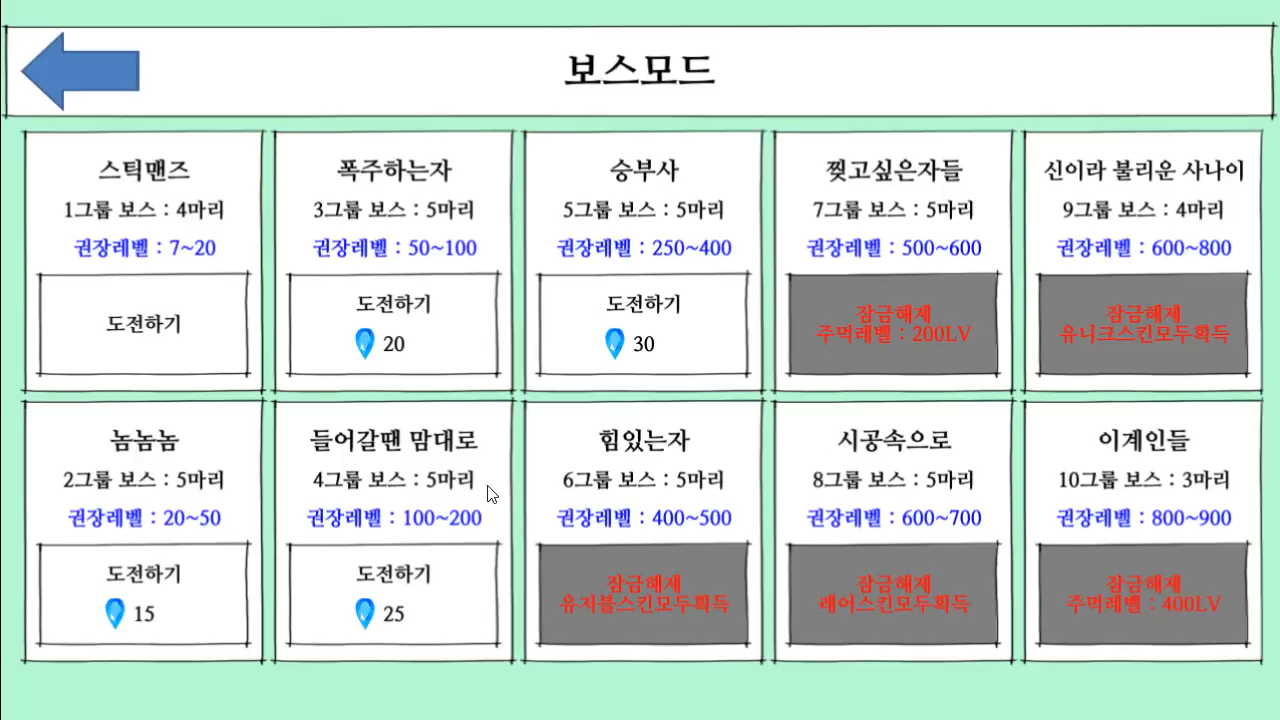 보스모드
스틱맨즈
1그룹 보스 : 4마리
권장레벨 : 7~20
도전하기
폭주하는자
3그룹 보스 : 5마리
권장레벨 : 50~100
도전하기
20
승부사
5그룹 보스 : 5마리
권장레벨 : 250~400
도전하기
30
찢고싶은자들
7그룹 보스 : 5마리
권장레벨 : 500~600
잠금해제
주먹레벨 : 200LV
신이라 불리운 사나이
9그룹 보스 : 4마리
권장레벨 : 600~800
잠금해제
유니크스킨모두획득
놈놈놈
2그룹 보스 : 5마리
권장레벨 : 20~50
도전하기
15
들어갈땐 맘대로
4그룹 보스 : 5마리
권장레벨 : 100~200
도전하기
25
힘있는자
6그룹 보스 : 5마리
권장레벨 : 400~500
잠금해제
유지블스킨모두획득
시공속으로
8그룹 보스 : 5마리
권장레벨 : 600~700
잠금해제
래어스킨모두획득
이계인들
10그룹 보스 : 3마리
권장레벨 : 800~900
잠금해제
주먹레벨 : 400LV